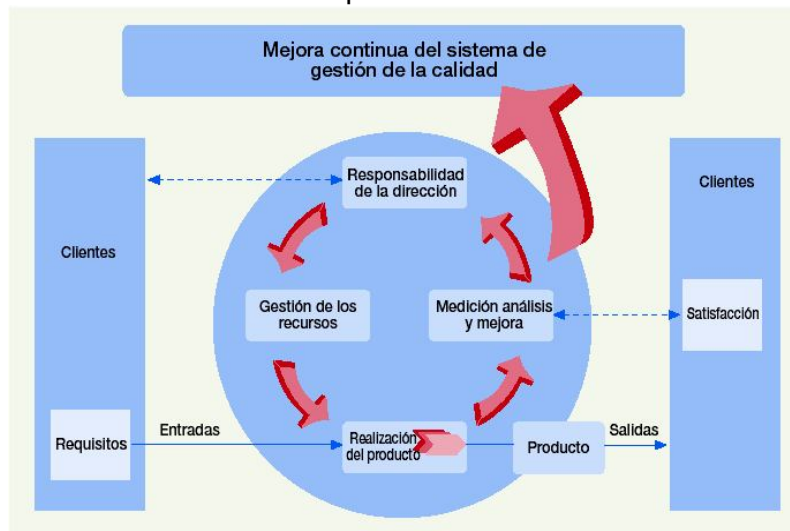 Mejora continua del sistema de
gestión de la calidad
Responsabilidad
de la dirección
Clientes
Clientes
Gestión de los
recursos
Medición análisis
y mejora
Satisfacción
Requisitos
Entradas
Realización
del producto
Producto
Salidas